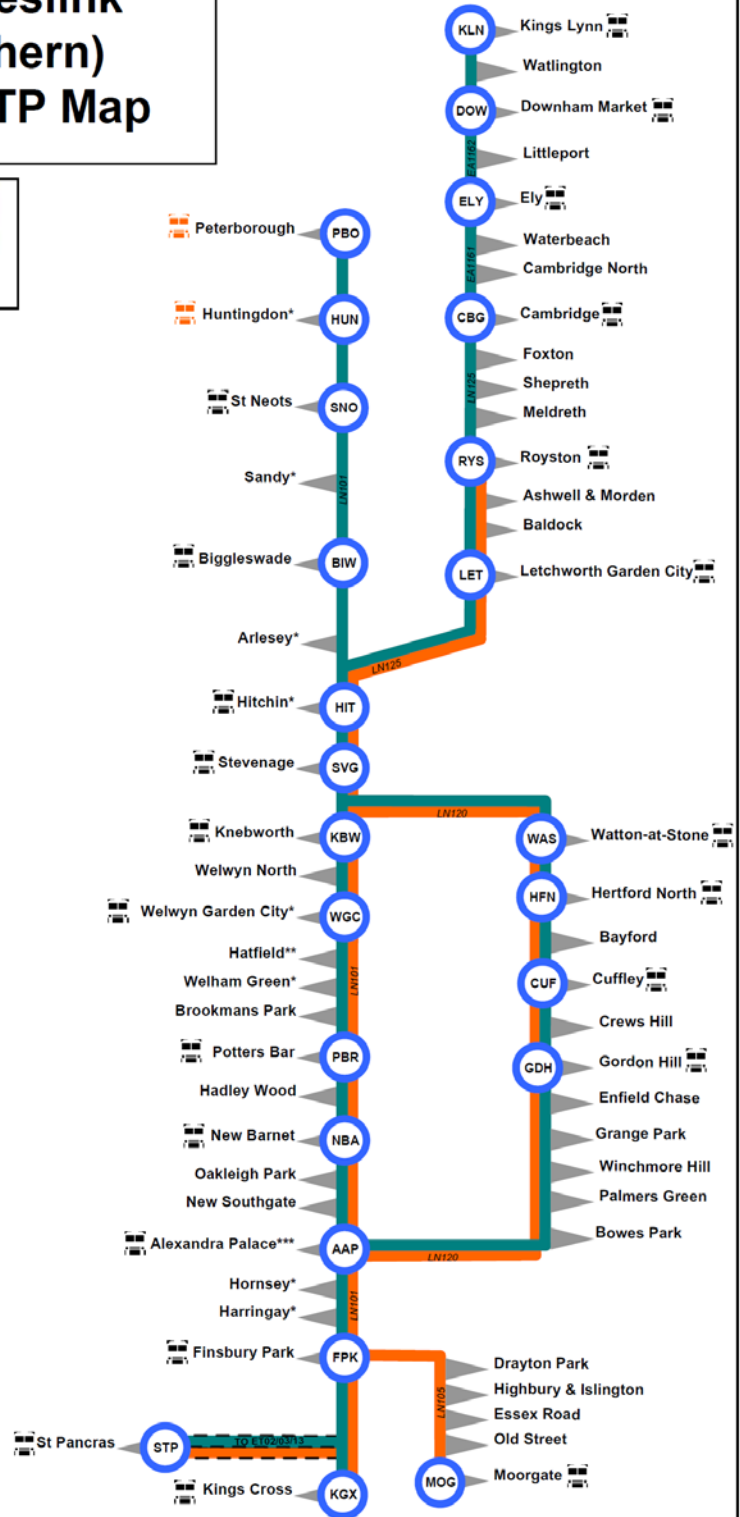 eslink
hern)
TP Map
KLN
Kings Lynn
Watlington
DOW
Downham Market
EA1162
Littleport
ELY
Ely
EA1161
Waterbeach
Cambridge North
CBG
Cambridge
Foxton
LN125
Shepreth
Meldreth
RYS
Royston
Ashwell & Morden
Baldock
LET
Letchworth Garden City
LN125
Peterborough
PBO
Huntingdon*
HUN
St Neots
SNO
Sandy*
LN101
Biggleswade
BIW
Arlesey*
Hitchin*
HIT
Stevenage
SVG
LN120
Knebworth
KBW
Welwyn North
Welwyn Garden City*
WGC
Hatfield**
Welham Green*
LN101
Brookmans Park
Potters Bar
PBR
Hadley Wood
New Barnet
NBA
Oakleigh Park
New Southgate
Alexandra Palace***
AAP
LN120
Hornsey*
LN101
Harringay*
Finsbury Park
FPK
St Pancras
STP
TO E102/03/13
Kings Cross
KGX
WAS
Watton-at-Stone
HFN
Hertford North
Bayford
CUF
Cuffley
Crews Hill
GDH
Gordon Hill
Enfield Chase
Grange Park
Winchmore Hill
Palmers Green
Bowes Park
Drayton Park
LN105
Highbury & Islington
Essex Road
Old Street
MOG
Moorgate